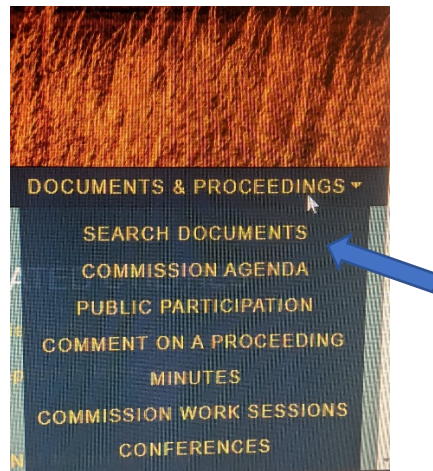 DOCUMENTS & PROCEEDINGS
SEARCH DOCUMENTS
COMMISSION AGENDA
PUBLIC PARTICIPATION
COMMENT ON A PROCEEDING
MINUTES
COMMISSION WORK SESSIONS
CONFERENCES